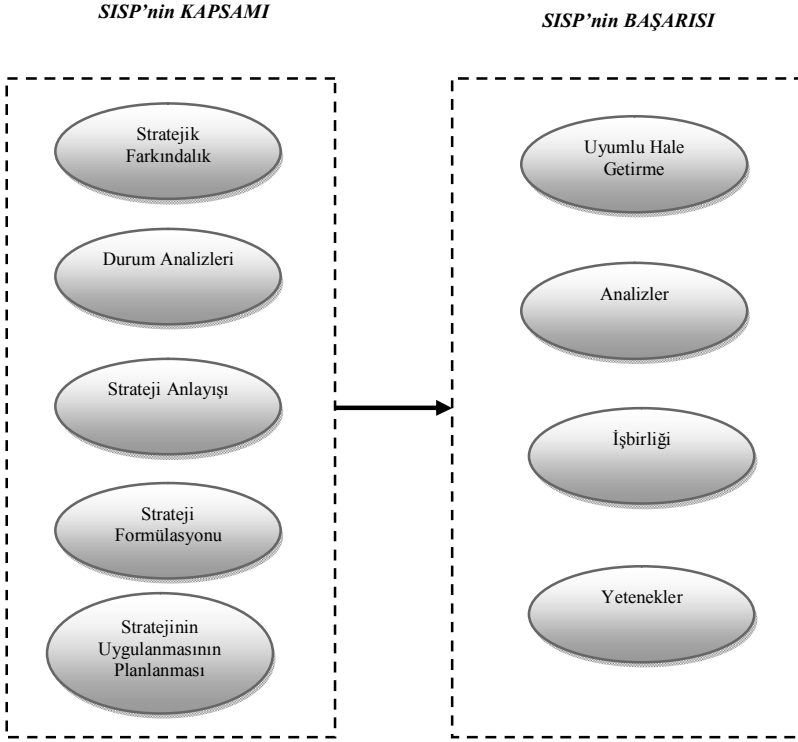 SISP’nin KAPSAMI
Stratejik
Farkındalık
Durum Analizleri
Strateji Anlayışı
Strateji
Formülasyonu
Stratejinin
Uygulanmasının
Planlanması
SISP’nin BAŞARISI
Uyumlu Hale
Getirme
Analizler
İşbirliği
Yetenekler